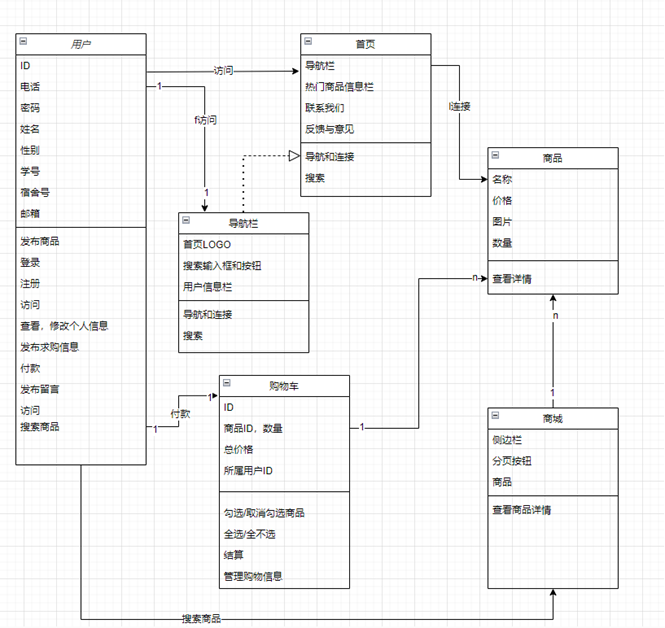 用户
ID
电话
密码
姓名
性别
学号
宿舍号
邮箱
发布商品
登录
注册
访问
查看，修改个人信息
发布求购信息
付款
发布留言
访问
搜索商品
访问
1
f访问
1
首页
导航栏
热门商品信息栏
联系我们
反馈与意见
导航和连接
搜索
l连接
商品
名称
价格
图片
数量
查看详情
导航栏
首页LOGO
搜索输入框和按钮
用户信息栏
导航和连接
搜索
n
n
1
购物车
ID
商品ID，数量
总价格
所属用户ID
勾选/取消勾选商品
全选/全不选
结算
管理购物信息
1
付款
1
1
商城
侧边栏
分页按钮
商品
查看商品详情
搜索商品